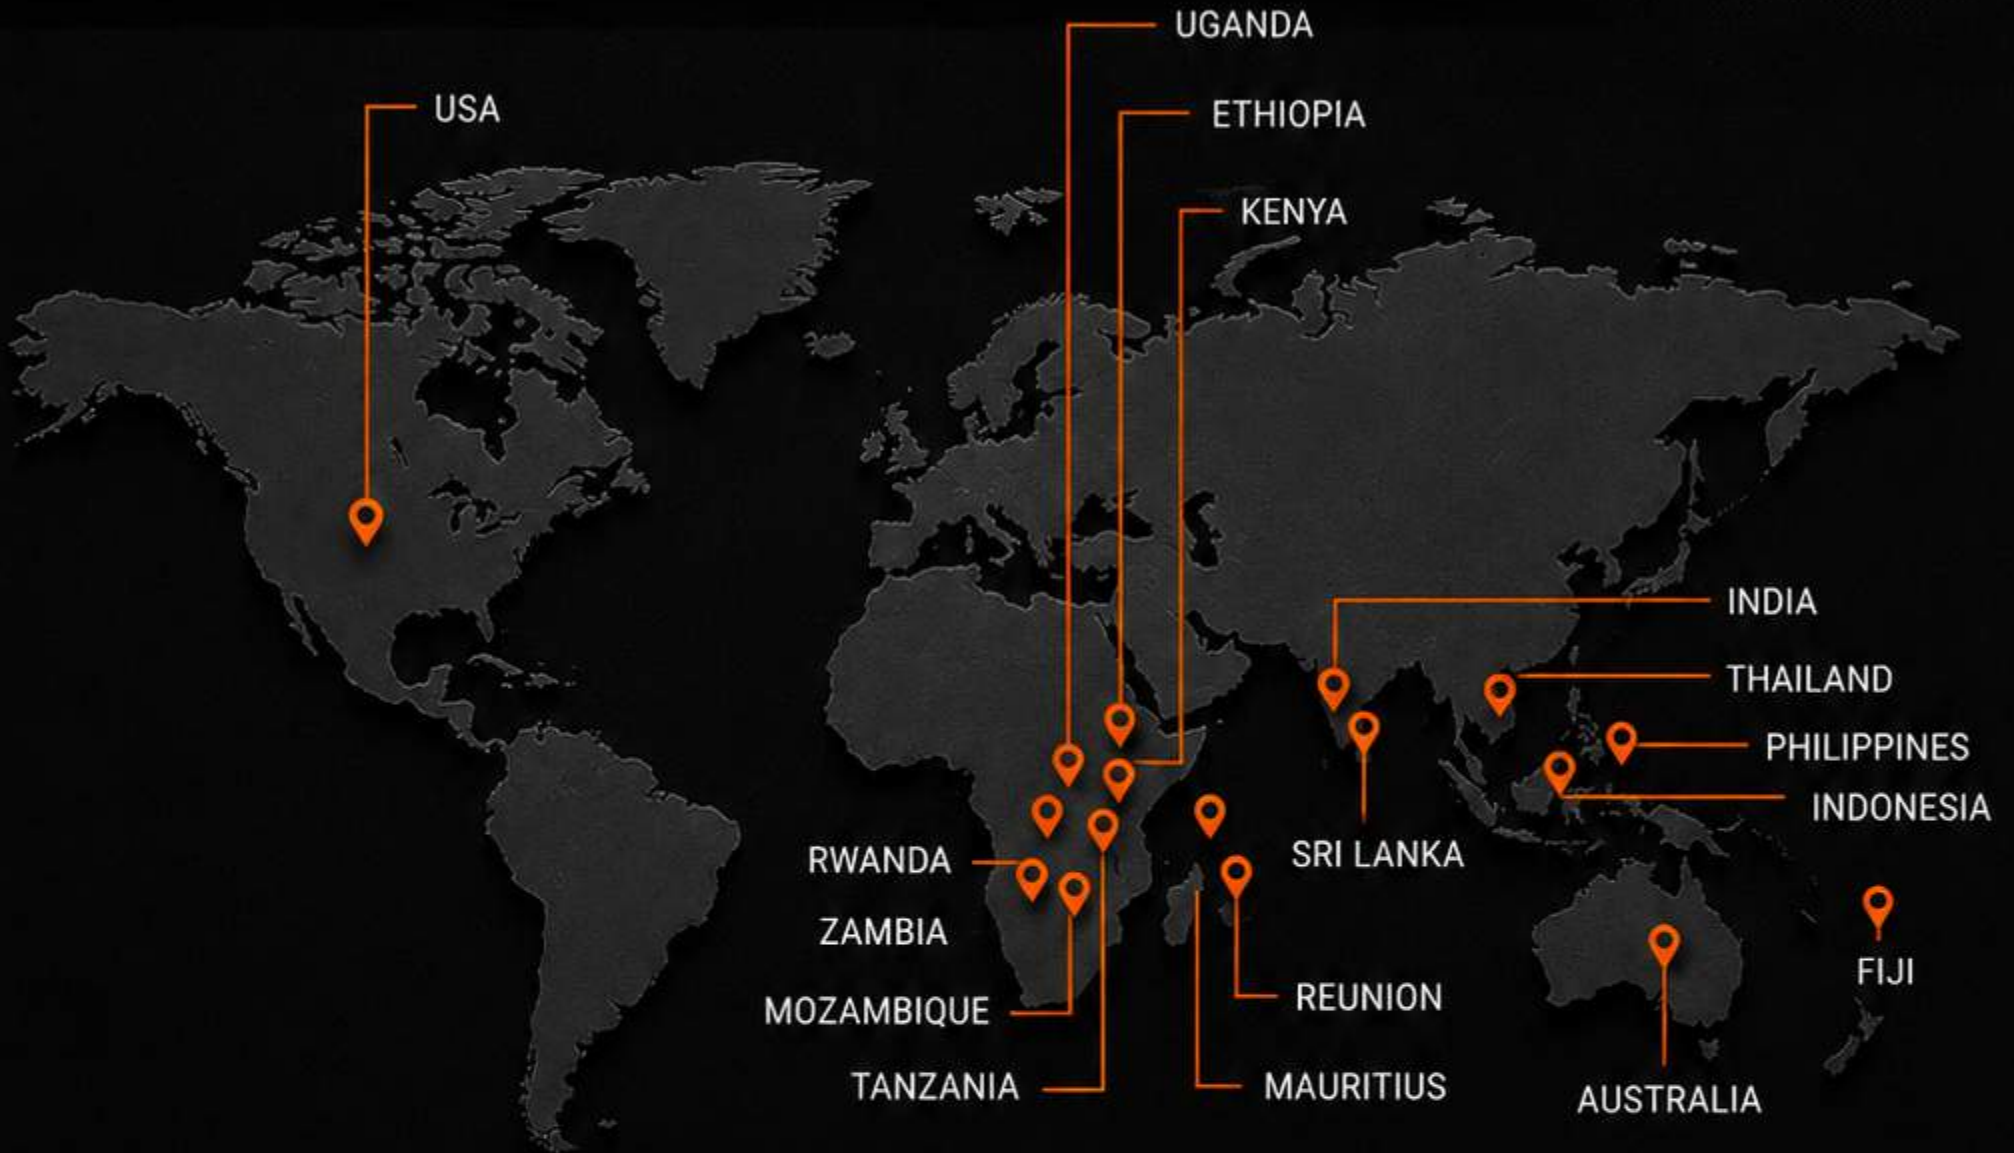 UGANDA
USA
ETHIOPIA
KENYA
INDIA
THAILAND
PHILIPPINES
INDONESIA
SRI LANKA
RWANDA
ZAMBIA
FIJI
REUNION
MOZAMBIQUE
TANZANIA
MAURITIUS
AUSTRALIA